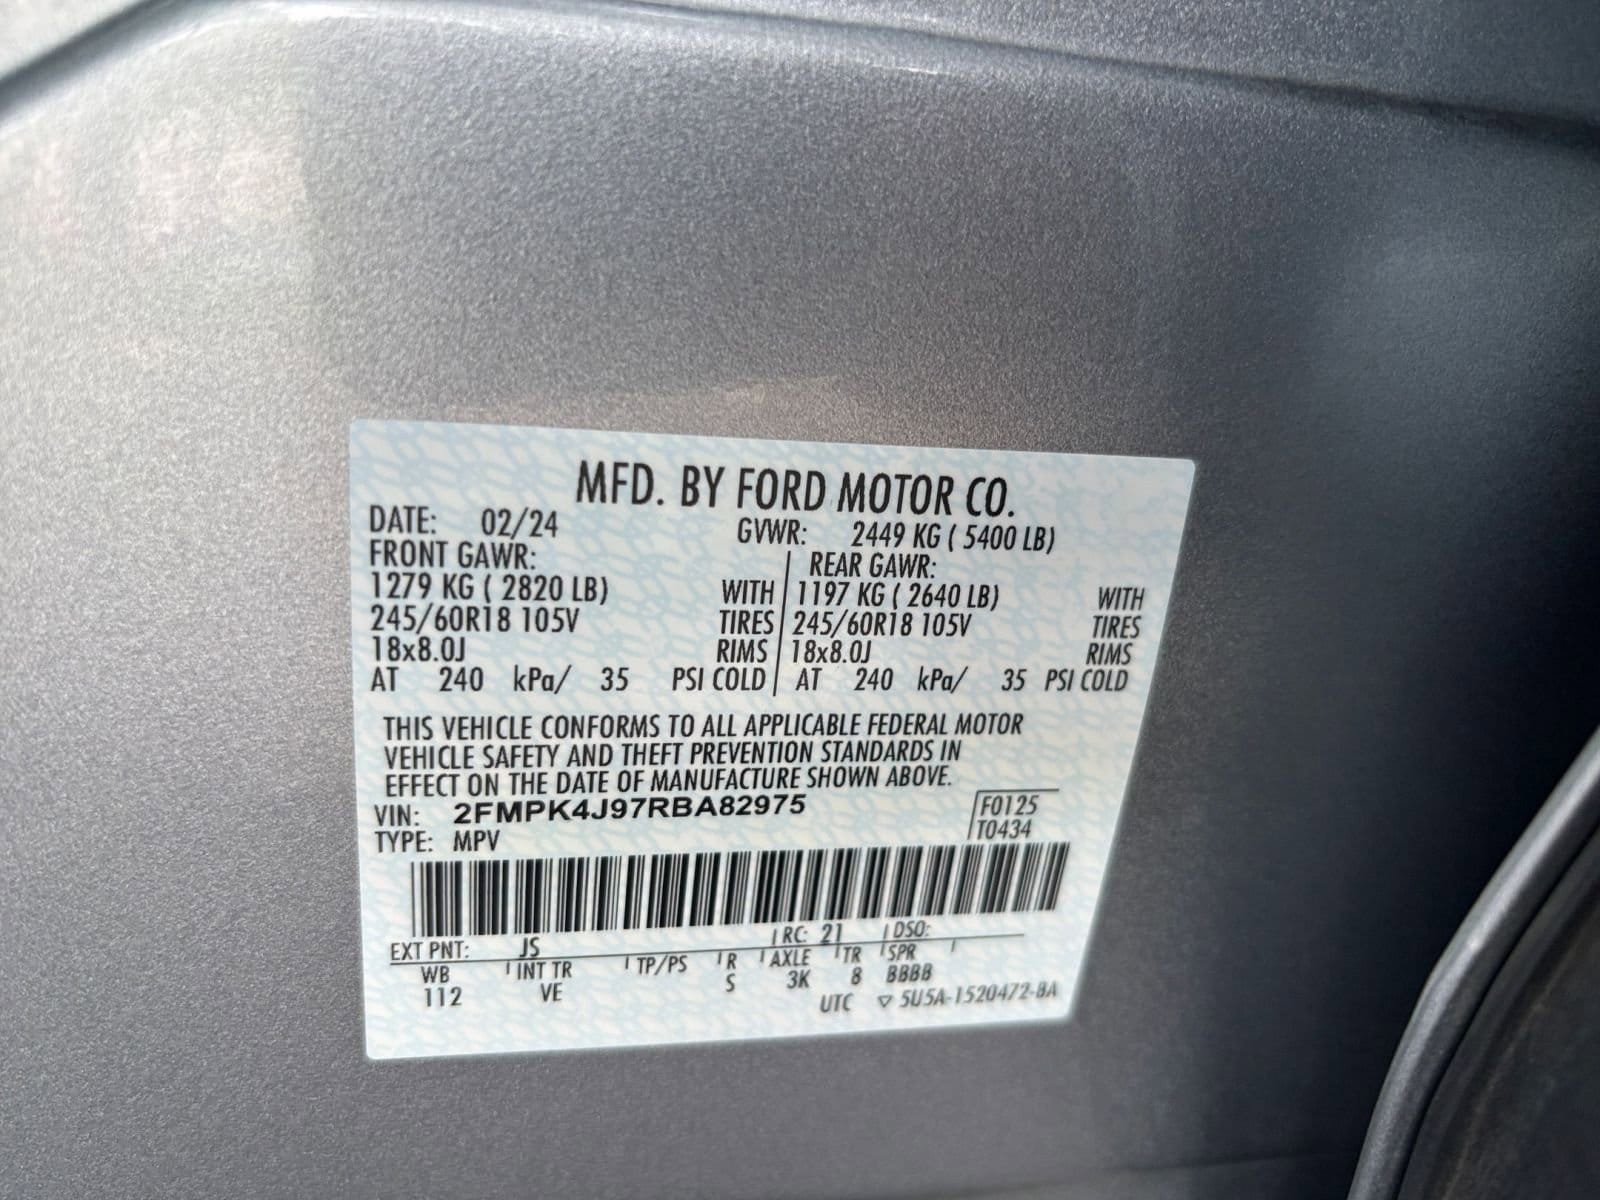 MFD. BY FORD MOTOR CO.
DATE: 02/24 GVWR: 2449 KG ( 5400 LB)
FRONT GAWR: REAR GAWR:
1279 KG ( 2820 LB) WITH 1197 KG ( 2640 LB) WITH
245/60R18 105V TIRES 245/60R18 105V TIRES
18x8.0J RIMS 18x8.0J RIMS
AT 240 kPa/ 35 PSI COLD AT 240 kPa/ 35 PSI COLD
THIS VEHICLE CONFORMS TO ALL APPLICABLE FEDERAL MOTOR
VEHICLE SAFETY AND THEFT PREVENTION STANDARDS IN
EFFECT ON THE DATE OF MANUFACTURE SHOWN ABOVE.
VIN: 2FMPK4J97RBA82975 F0125
TYPE: MPV T0434
EXT PNT: JS RC: 21 DSO:
WB INT TR TP/PS R AXLE TR SPR
112 VE S 3K 8 BBBB
UTC ▽ 5U5A-1520472-BA